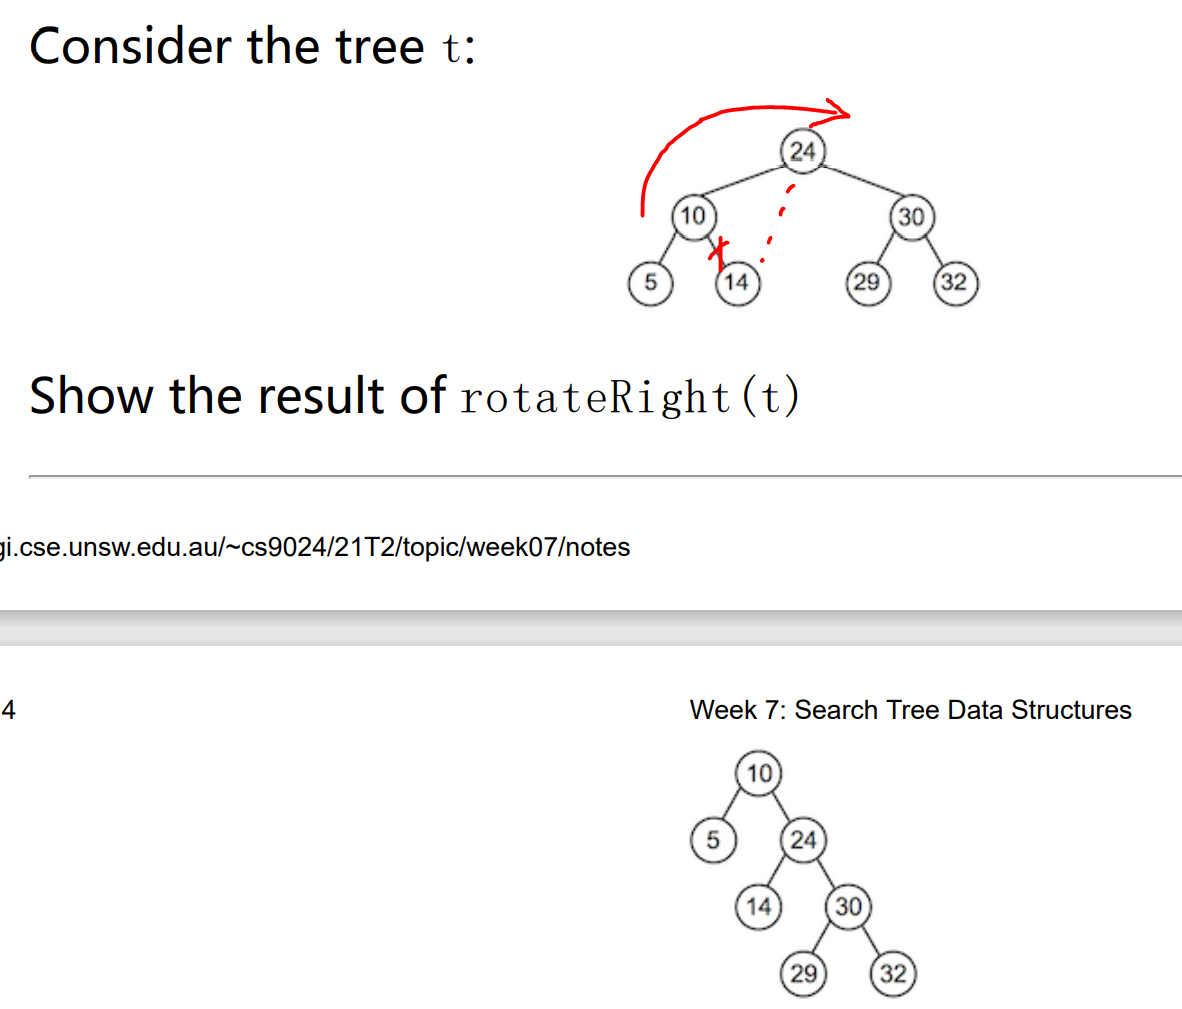 Consider the tree t:
24
10 30
5 14 29 32
Show the result of rotateRight(t)
gi.cse.unsw.edu.au/~cs9024/21T2/topic/week07/notes
4 Week 7: Search Tree Data Structures
10
5 24
14 30
29 32